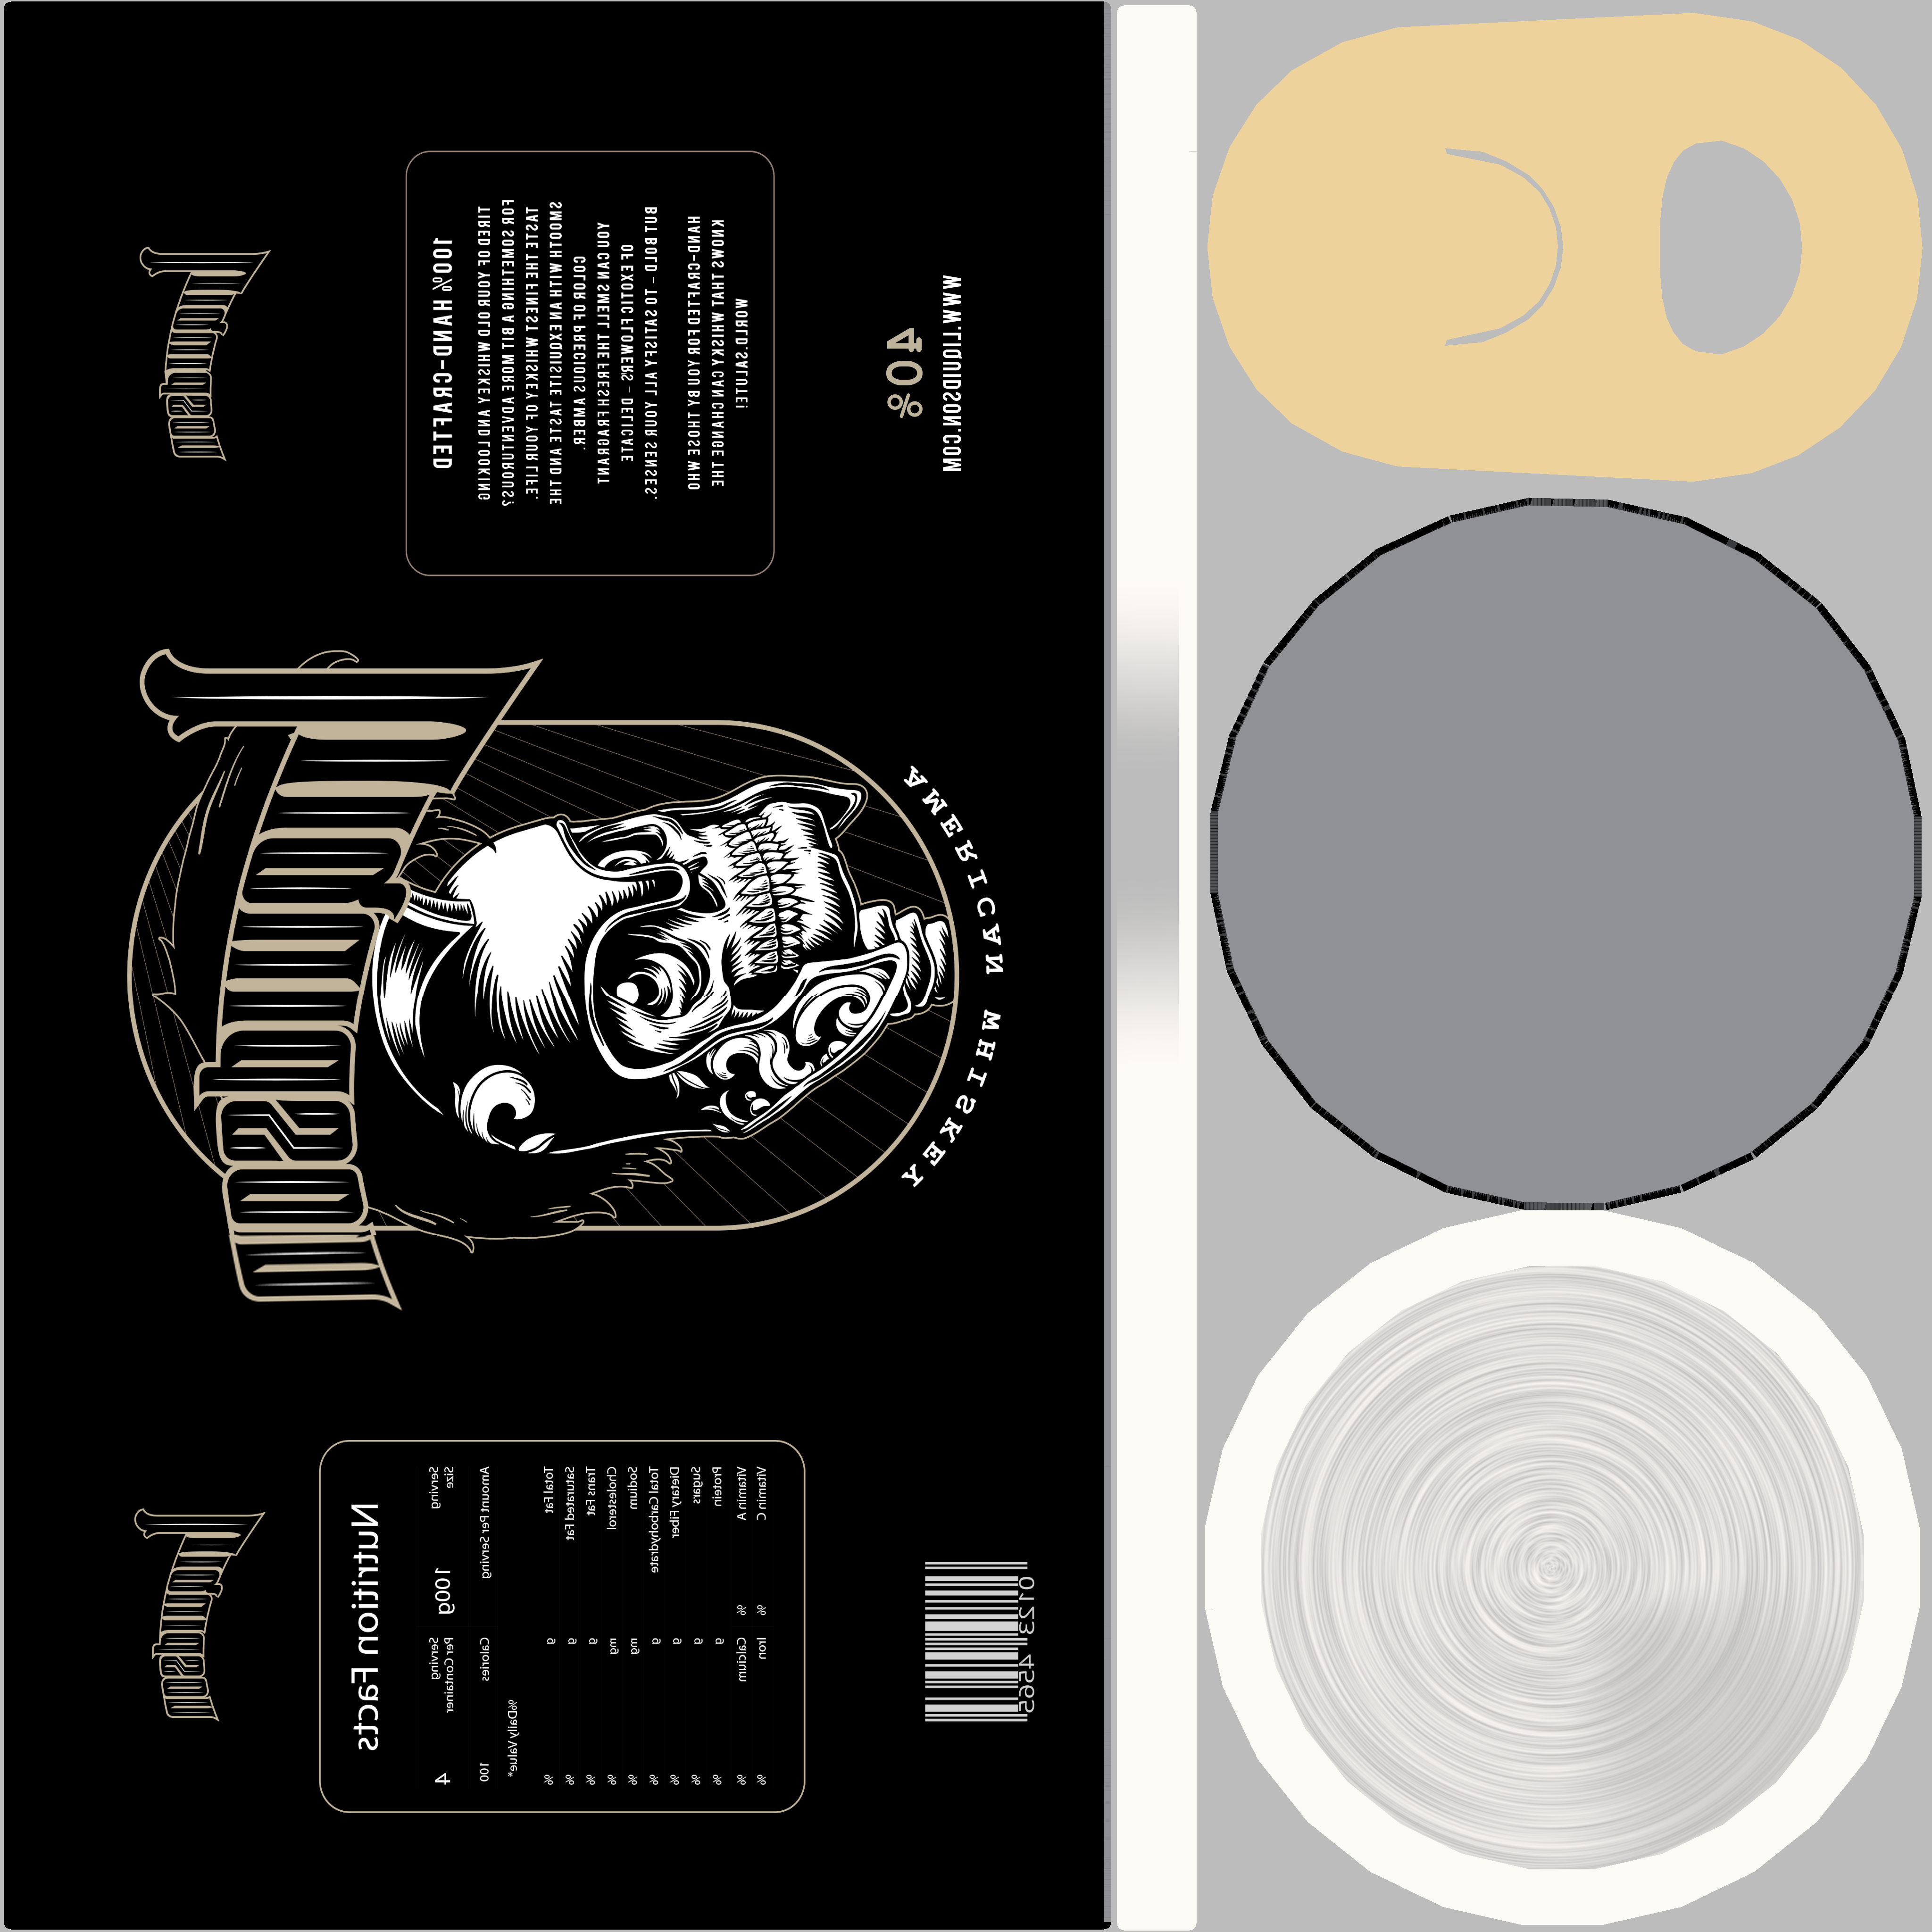 Liquidson
100% HAND-CRAFTED
TIRED OF YOUR OLD WHISKEY AND LOOKING
FOR SOMETHING A BIT MORE ADVENTUROUS?
TASTE THE FINEST WHISKEY OF YOUR LIFE.
SMOOTH WITH AN EXQUISITE TASTE AND THE
COLOR OF PRECIOUS AMBER.
YOU CAN SMELL THE FRESH FRAGRANT
OF EXOTIC FLOWERS – DELICATE
BUT BOLD – TO SATISFY ALL YOUR SENSES.
HAND-CRAFTED FOR YOU BY THOSE WHO
KNOWS THAT WHISKY CAN CHANGE THE
WORLD. SALUTE!
40%
WWW.LIQUIDSON.COM
Liquidson
AMERICAN WHISKEY
Liquidson
Nutrition Facts
Serving Size 100g Serving Per Container 4
Amount Per Serving Calories 100
%Daily Value*
Total Fat g %
Saturated Fat g %
Trans Fat g %
Cholesterol mg %
Sodium mg %
Total Carbohydrate g %
Dietary Fiber g %
Sugars g %
Protein g %
Vitamin A % Calcium %
Vitamin C % Iron %
0123 4565